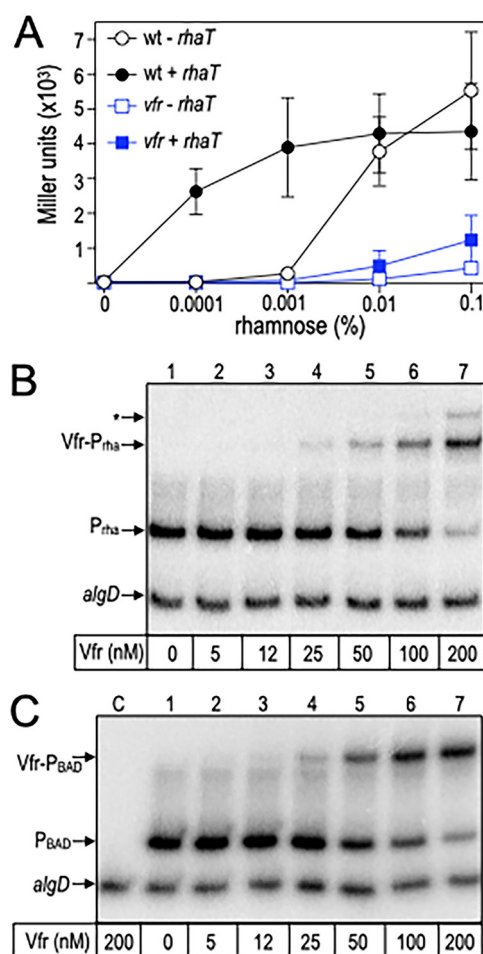 A
wt - rhaT
wt + rhaT
vfr - rhaT
vfr + rhaT
Miller units (x10³)
7
6
5
4
3
2
1
0
0.0001
0.001
0.01
0.1
rhamnose (%)
B
1 2 3 4 5 6 7
*
Vfr-Prha
Prha
algD
Vfr (nM) 0 5 12 25 50 100 200
C
C 1 2 3 4 5 6 7
Vfr-PBAD
PBAD
algD
Vfr (nM) 200 0 5 12 25 50 100 200